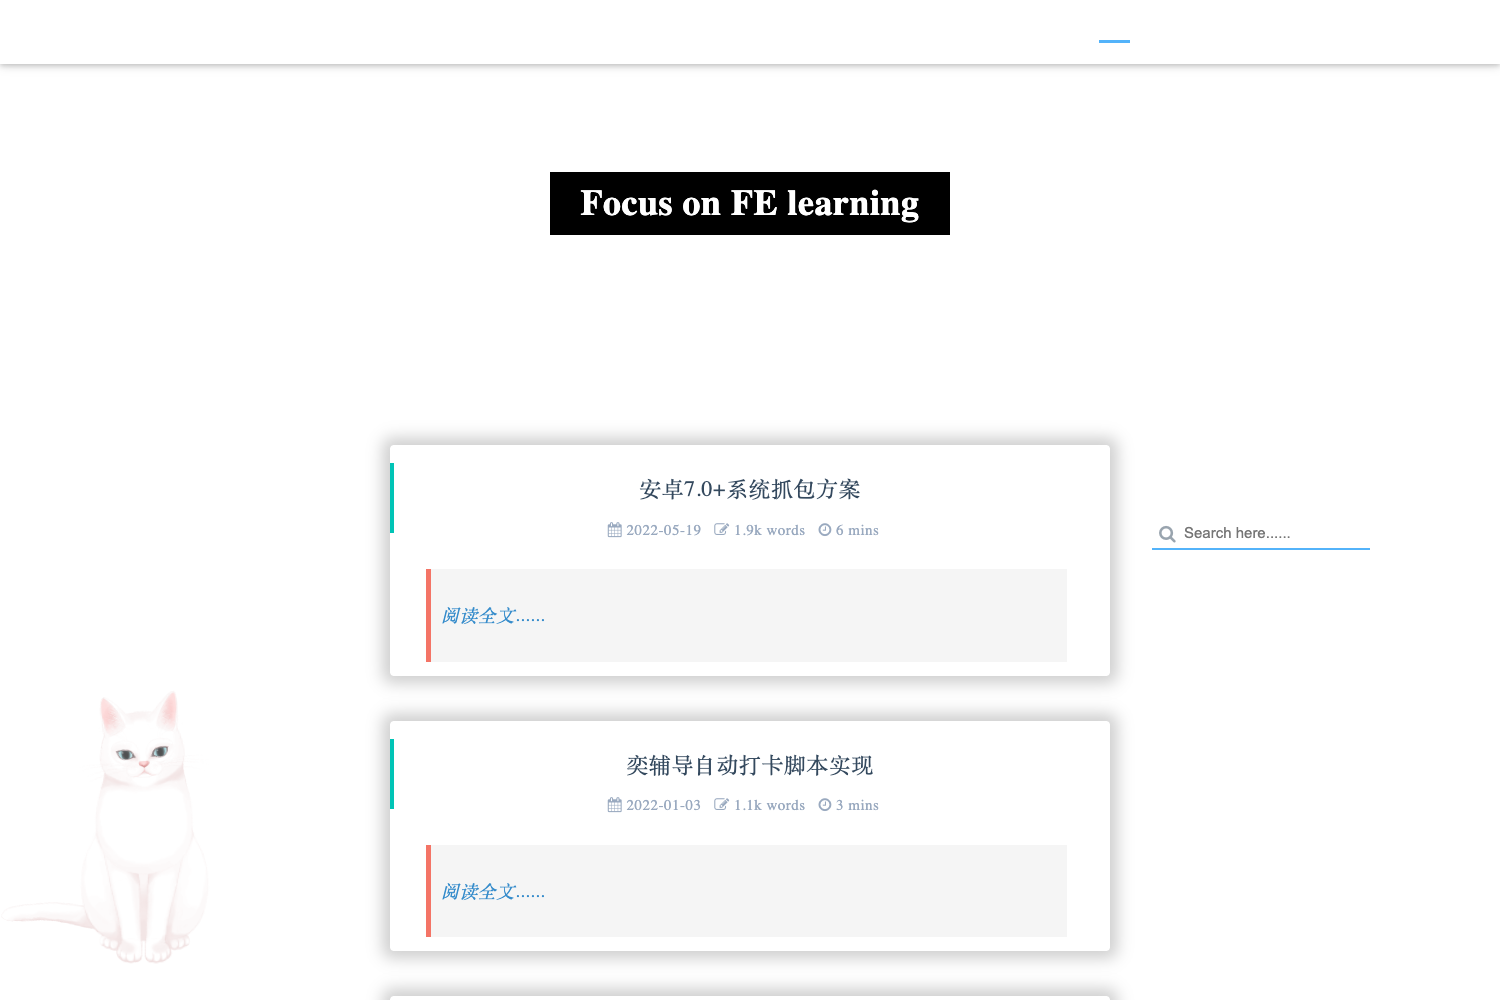 Focus on FE learning
安卓7.0+系统抓包方案
2022-05-19 1.9k words 6 mins
Search here......
阅读全文......
奕辅导自动打卡脚本实现
2022-01-03 1.1k words 3 mins
阅读全文......